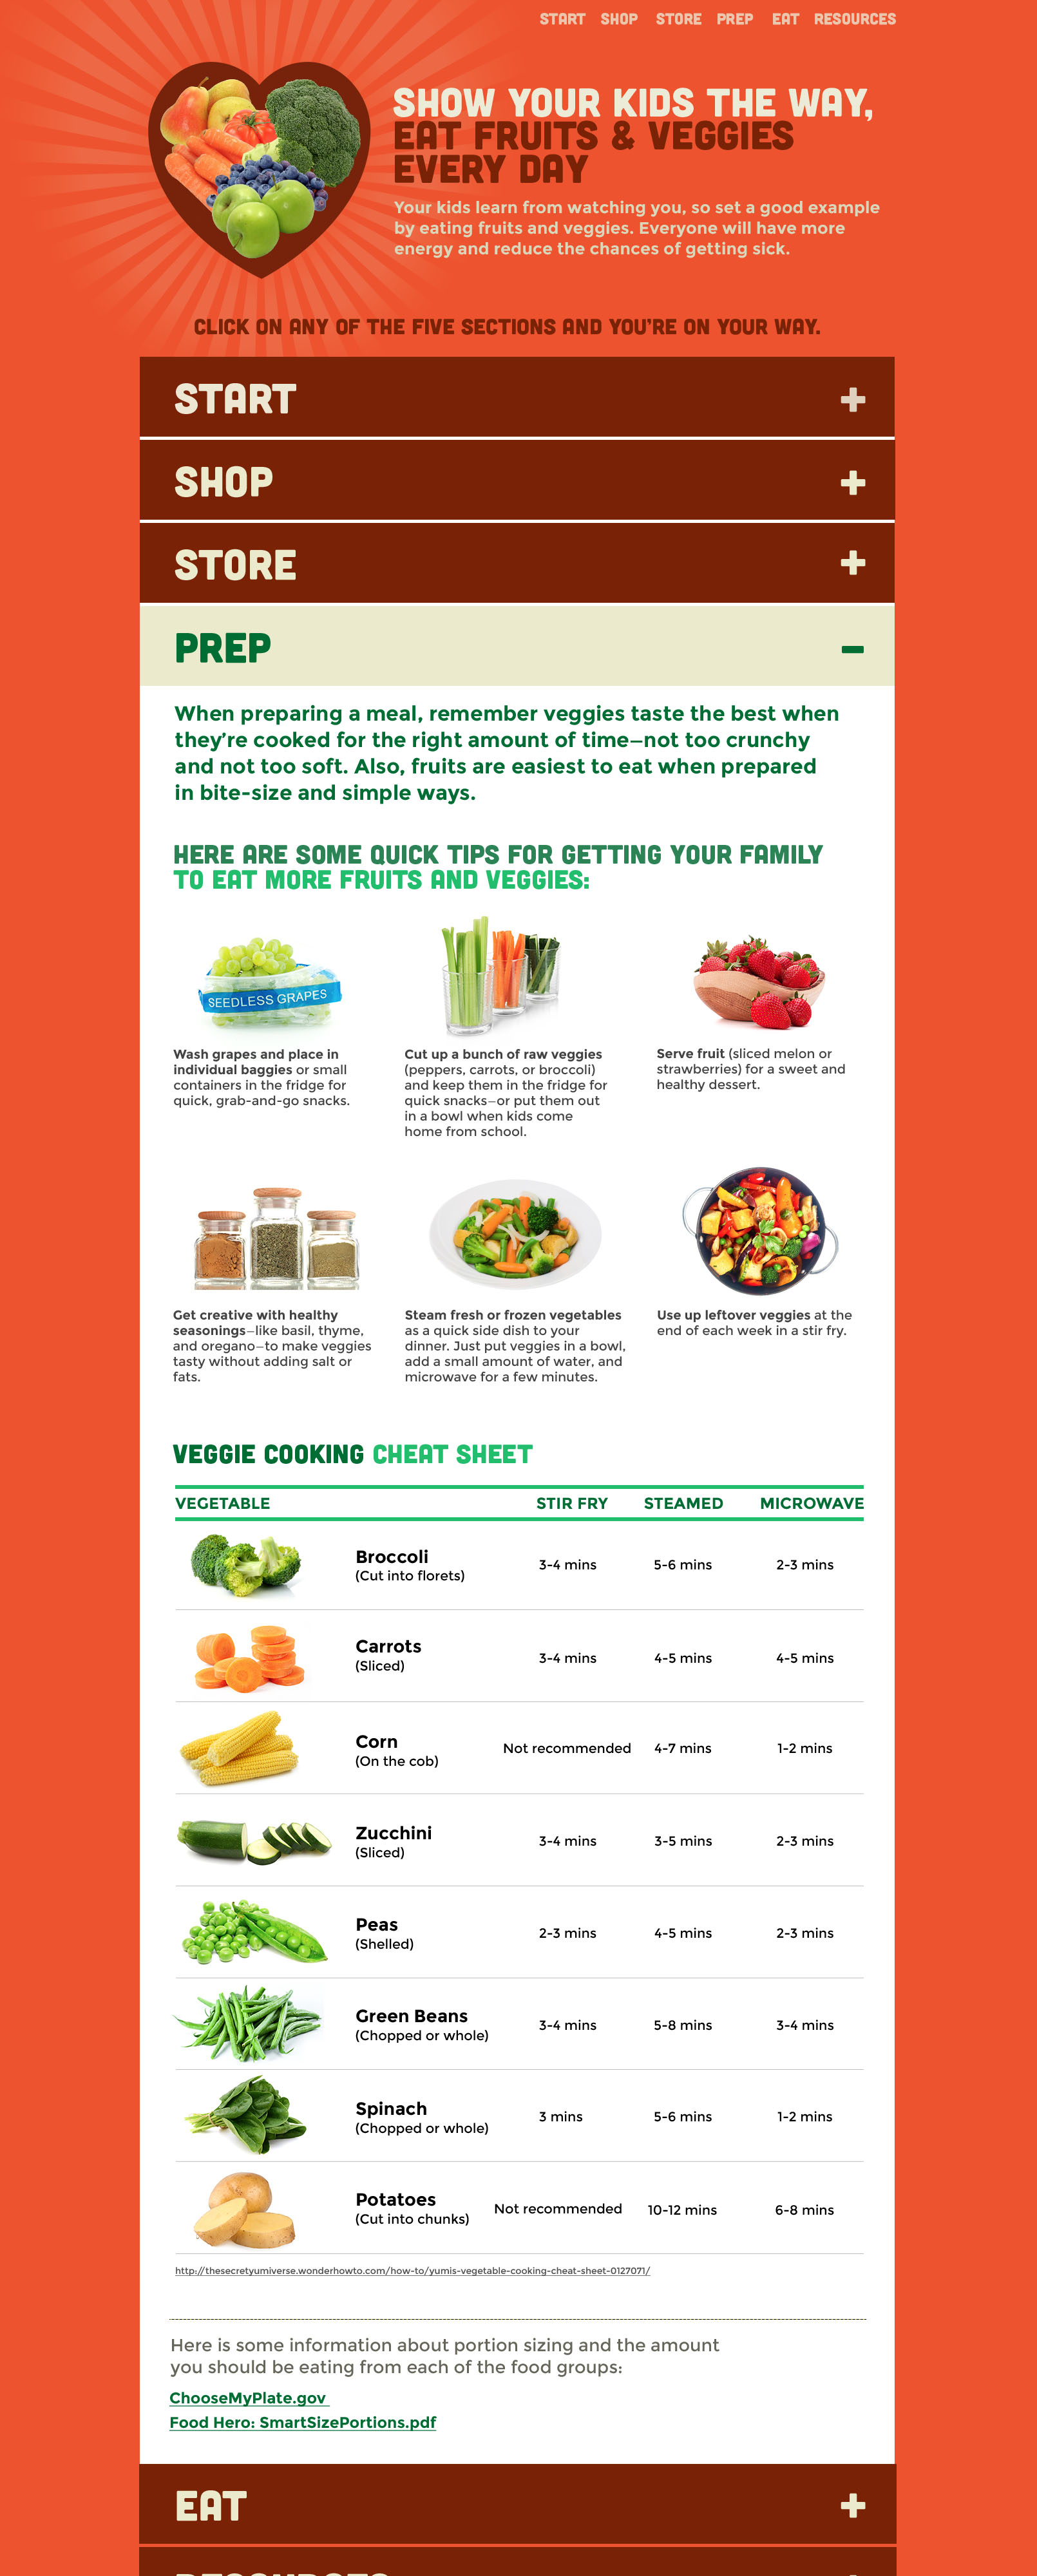 START SHOP STORE PREP EAT RESOURCES
SHOW YOUR KIDS THE WAY,
EAT FRUITS & VEGGIES
EVERY DAY
Your kids learn from watching you, so set a good example
by eating fruits and veggies. Everyone will have more
energy and reduce the chances of getting sick.
CLICK ON ANY OF THE FIVE SECTIONS AND YOU'RE ON YOUR WAY.
START +
SHOP +
STORE +
PREP –
When preparing a meal, remember veggies taste the best when
they're cooked for the right amount of time—not too crunchy
and not too soft. Also, fruits are easiest to eat when prepared
in bite-size and simple ways.
HERE ARE SOME QUICK TIPS FOR GETTING YOUR FAMILY
TO EAT MORE FRUITS AND VEGGIES:
SEEDLESS GRAPES
Wash grapes and place in
individual baggies or small
containers in the fridge for
quick, grab-and-go snacks.
Cut up a bunch of raw veggies
(peppers, carrots, or broccoli)
and keep them in the fridge for
quick snacks—or put them out
in a bowl when kids come
home from school.
Serve fruit (sliced melon or
strawberries) for a sweet and
healthy dessert.
Get creative with healthy
seasonings—like basil, thyme,
and oregano—to make veggies
tasty without adding salt or
fats.
Steam fresh or frozen vegetables
as a quick side dish to your
dinner. Just put veggies in a bowl,
add a small amount of water, and
microwave for a few minutes.
Use up leftover veggies at the
end of each week in a stir fry.
VEGGIE COOKING CHEAT SHEET
VEGETABLE STIR FRY STEAMED MICROWAVE
Broccoli
(Cut into florets)
3-4 mins 5-6 mins 2-3 mins
Carrots
(Sliced)
3-4 mins 4-5 mins 4-5 mins
Corn
(On the cob)
Not recommended 4-7 mins 1-2 mins
Zucchini
(Sliced)
3-4 mins 3-5 mins 2-3 mins
Peas
(Shelled)
2-3 mins 4-5 mins 2-3 mins
Green Beans
(Chopped or whole)
3-4 mins 5-8 mins 3-4 mins
Spinach
(Chopped or whole)
3 mins 5-6 mins 1-2 mins
Potatoes
(Cut into chunks)
Not recommended 10-12 mins 6-8 mins
http://thesecretyumiverse.wonderhowto.com/how-to/yumis-vegetable-cooking-cheat-sheet-0127071/
Here is some information about portion sizing and the amount
you should be eating from each of the food groups:
ChooseMyPlate.gov
Food Hero: SmartSizePortions.pdf
EAT +